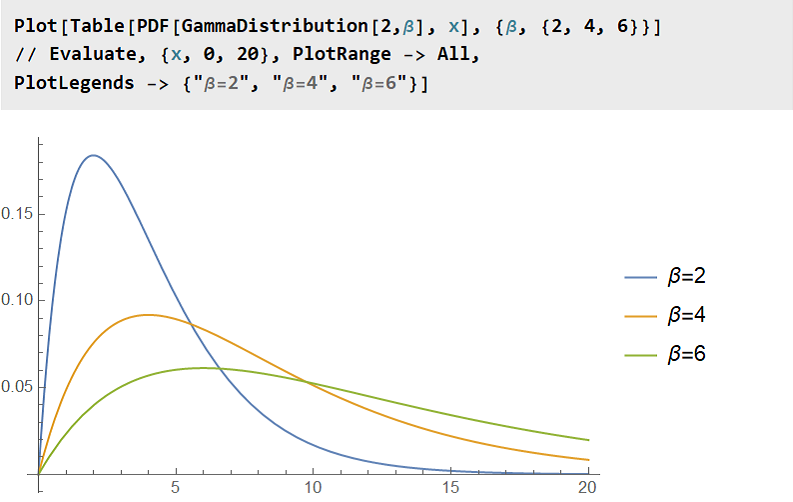 Plot[Table[PDF[GammaDistribution[2,β], x], {β, {2, 4, 6}}]
// Evaluate, {x, 0, 20}, PlotRange -> All,
PlotLegends -> {"β=2", "β=4", "β=6"}]
0.15
0.10
0.05
5 10 15 20
β=2
β=4
β=6